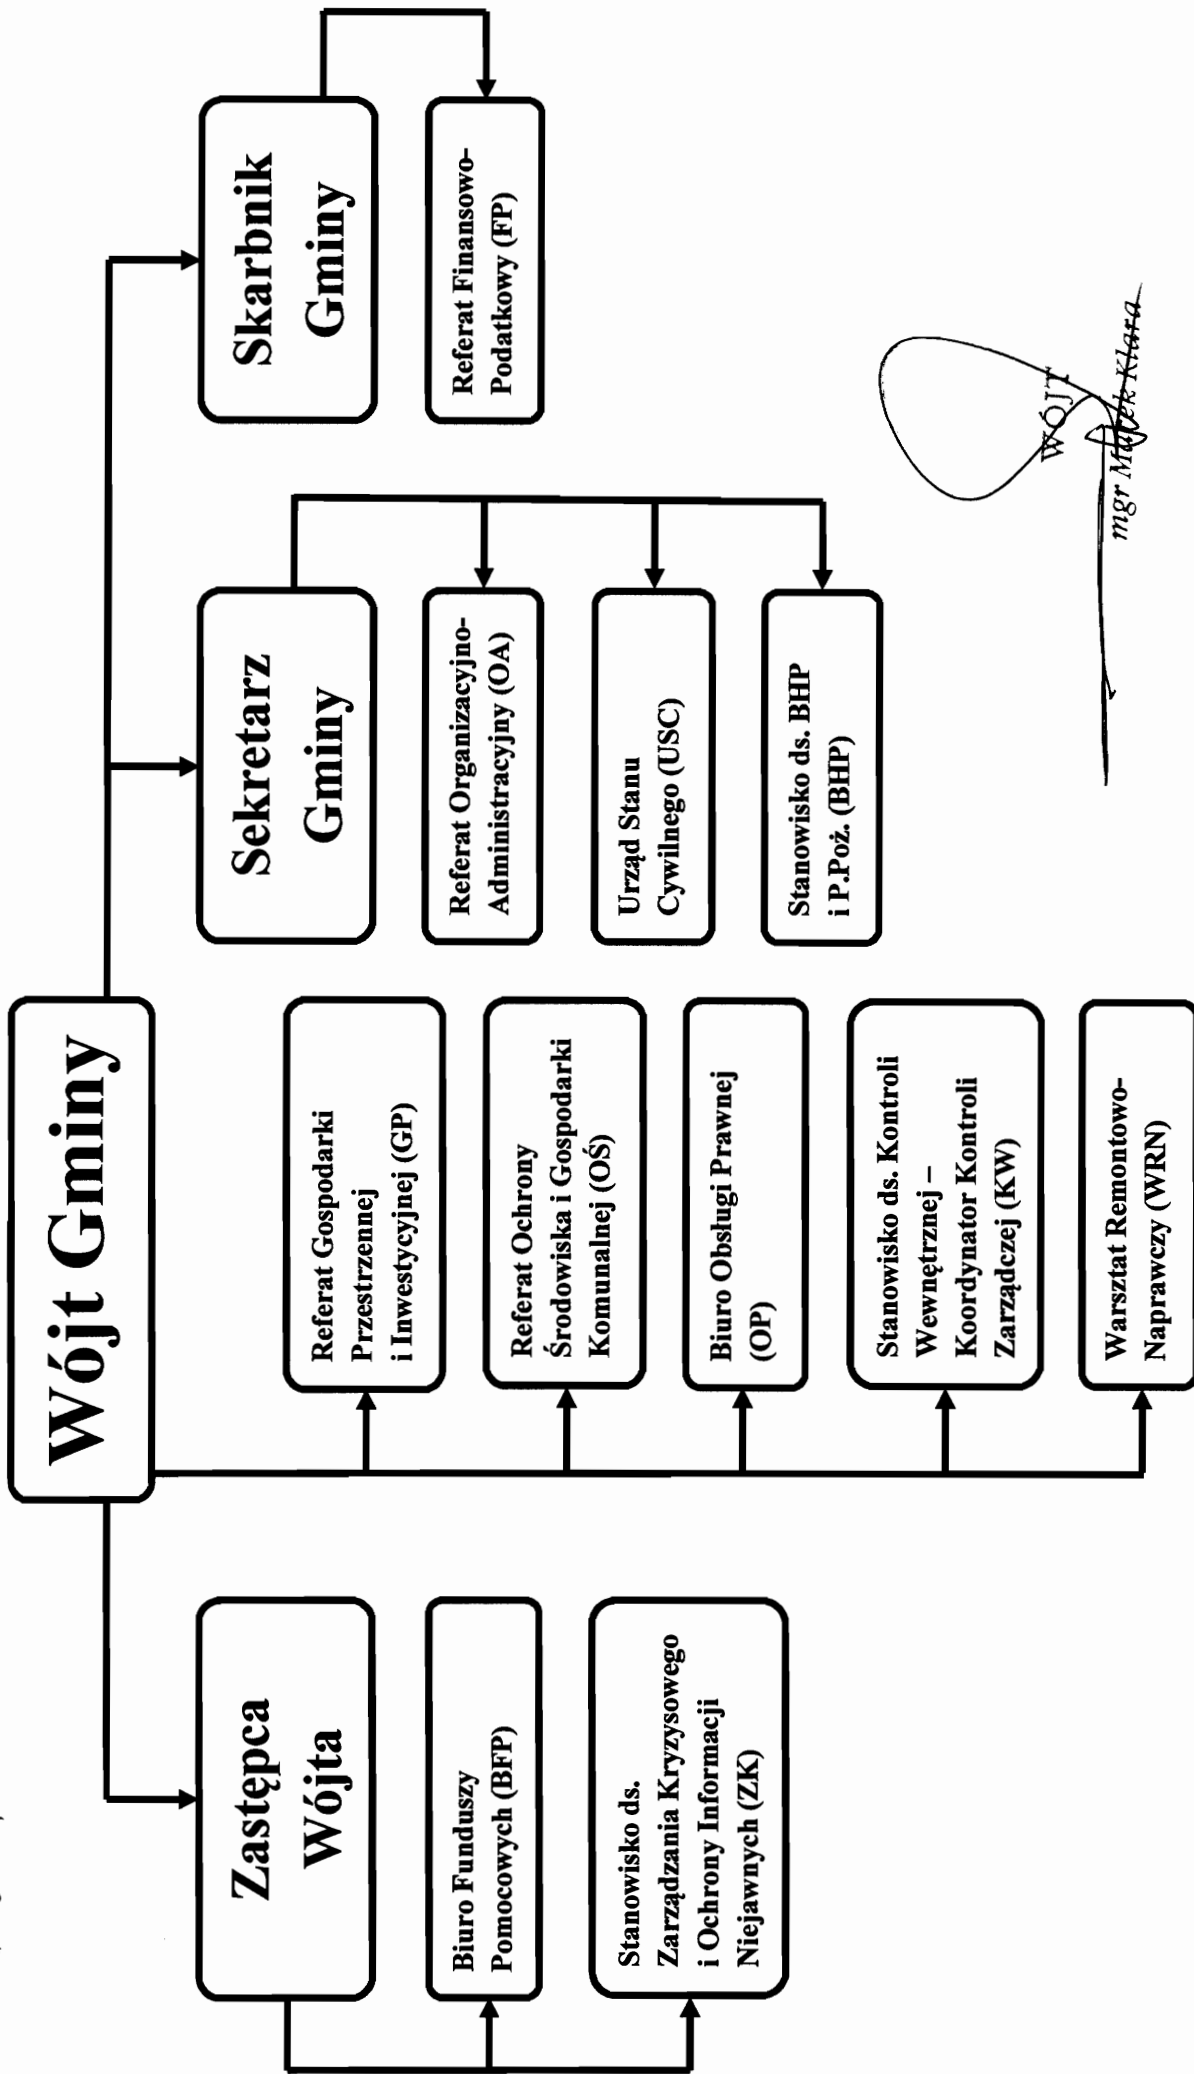 Wójt Gminy
Zastępca
Wójta
Biuro Funduszy
Pomocowych (BFP)
Stanowisko ds.
Zarządzania Kryzysowego
i Ochrony Informacji
Niejawnych (ZK)
Referat Gospodarki
Przestrzennej
i Inwestycyjnej (GP)
Referat Ochrony
Środowiska i Gospodarki
Komunalnej (OŚ)
Biuro Obsługi Prawnej
(OP)
Stanowisko ds. Kontroli
Wewnętrznej –
Koordynator Kontroli
Zarządczej (KW)
Warsztat Remontowo-
Naprawczy (WRN)
Sekretarz
Gminy
Referat Organizacyjno-
Administracyjny (OA)
Urząd Stanu
Cywilnego (USC)
Stanowisko ds. BHP
i P.Poż. (BHP)
Skarbnik
Gminy
Referat Finansowo-
Podatkowy (FP)
WÓJT
mgr Marek Klara